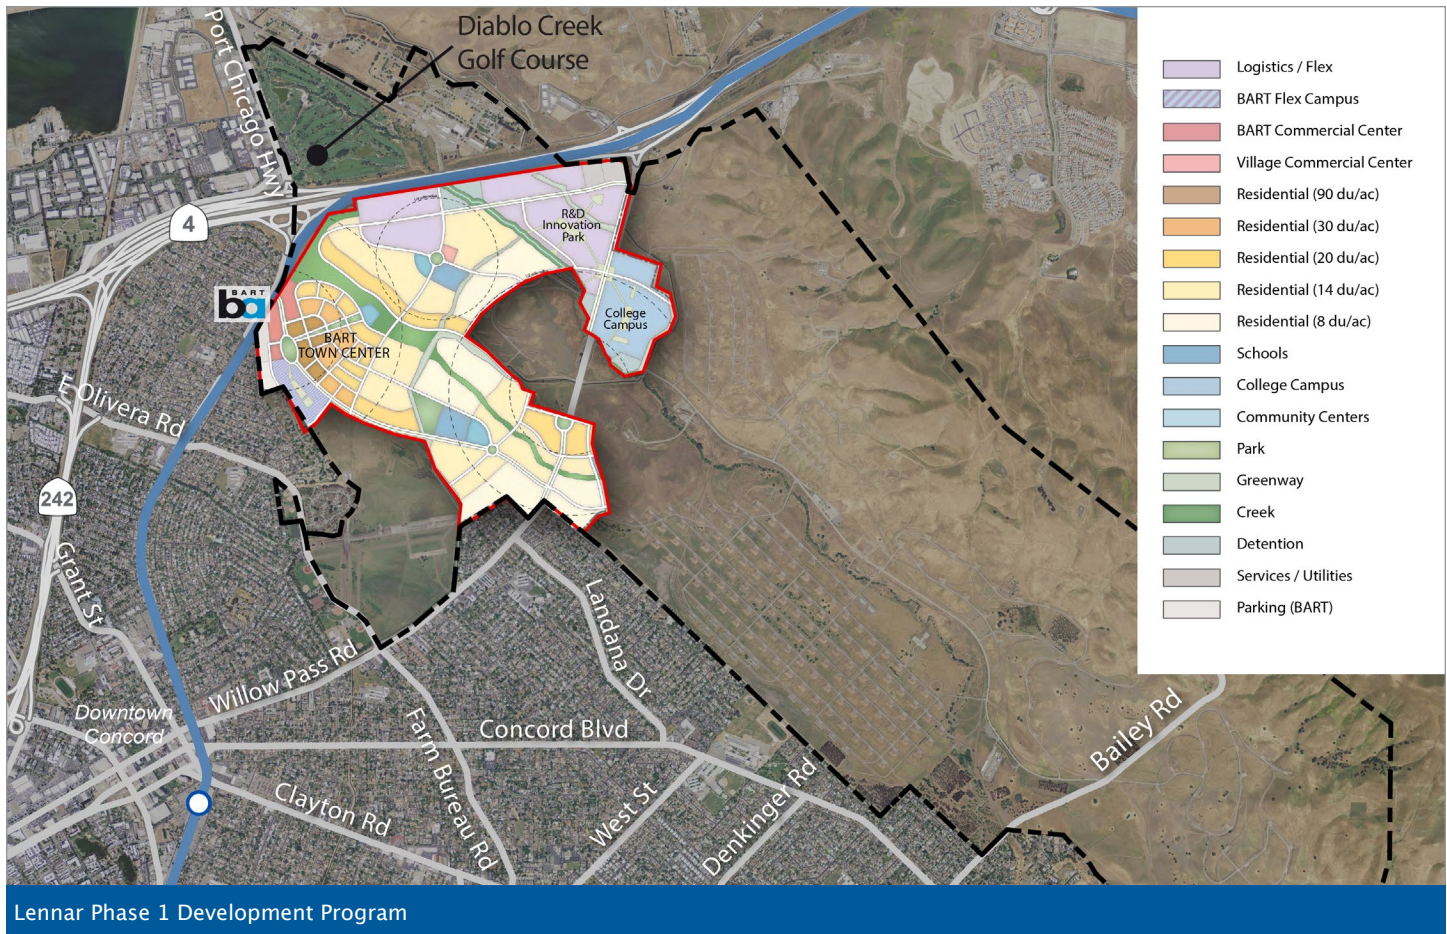 Diablo Creek
Golf Course
Port Chicago Hwy
4
R&D
Innovation
Park
College
Campus
BART
ba
BART
TOWN CENTER
E Olivera Rd
242
Grant St
Willow Pass Rd
Landana Dr
Downtown
Concord
Farm Bureau Rd
Concord Blvd
Clayton Rd
West St
Denkinger Rd
Bailey Rd
Logistics / Flex
BART Flex Campus
BART Commercial Center
Village Commercial Center
Residential (90 du/ac)
Residential (30 du/ac)
Residential (20 du/ac)
Residential (14 du/ac)
Residential (8 du/ac)
Schools
College Campus
Community Centers
Park
Greenway
Creek
Detention
Services / Utilities
Parking (BART)
Lennar Phase 1 Development Program